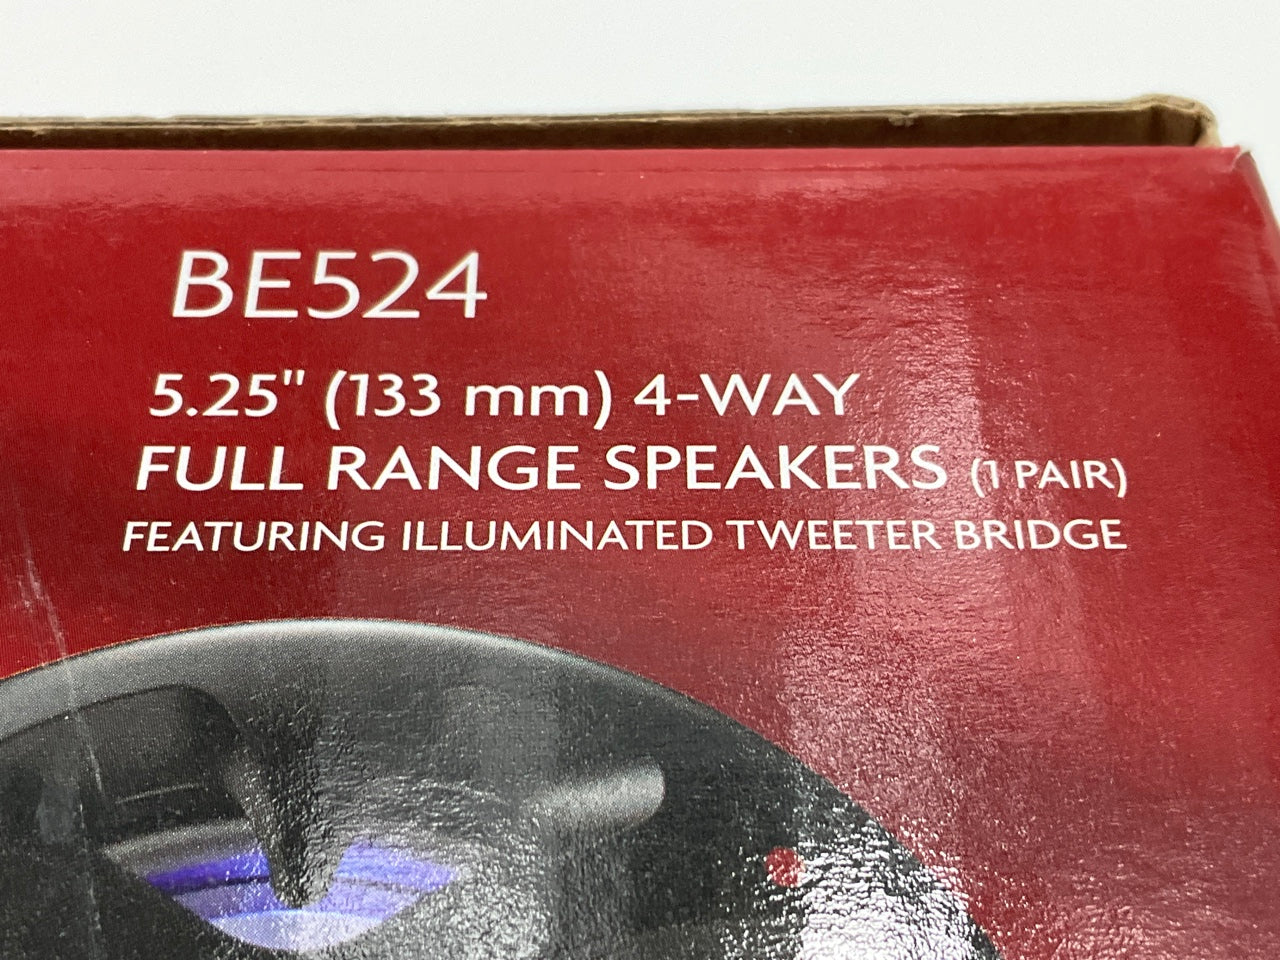 BE524
5.25" (133 mm) 4-WAY
FULL RANGE SPEAKERS (1 PAIR)
FEATURING ILLUMINATED TWEETER BRIDGE